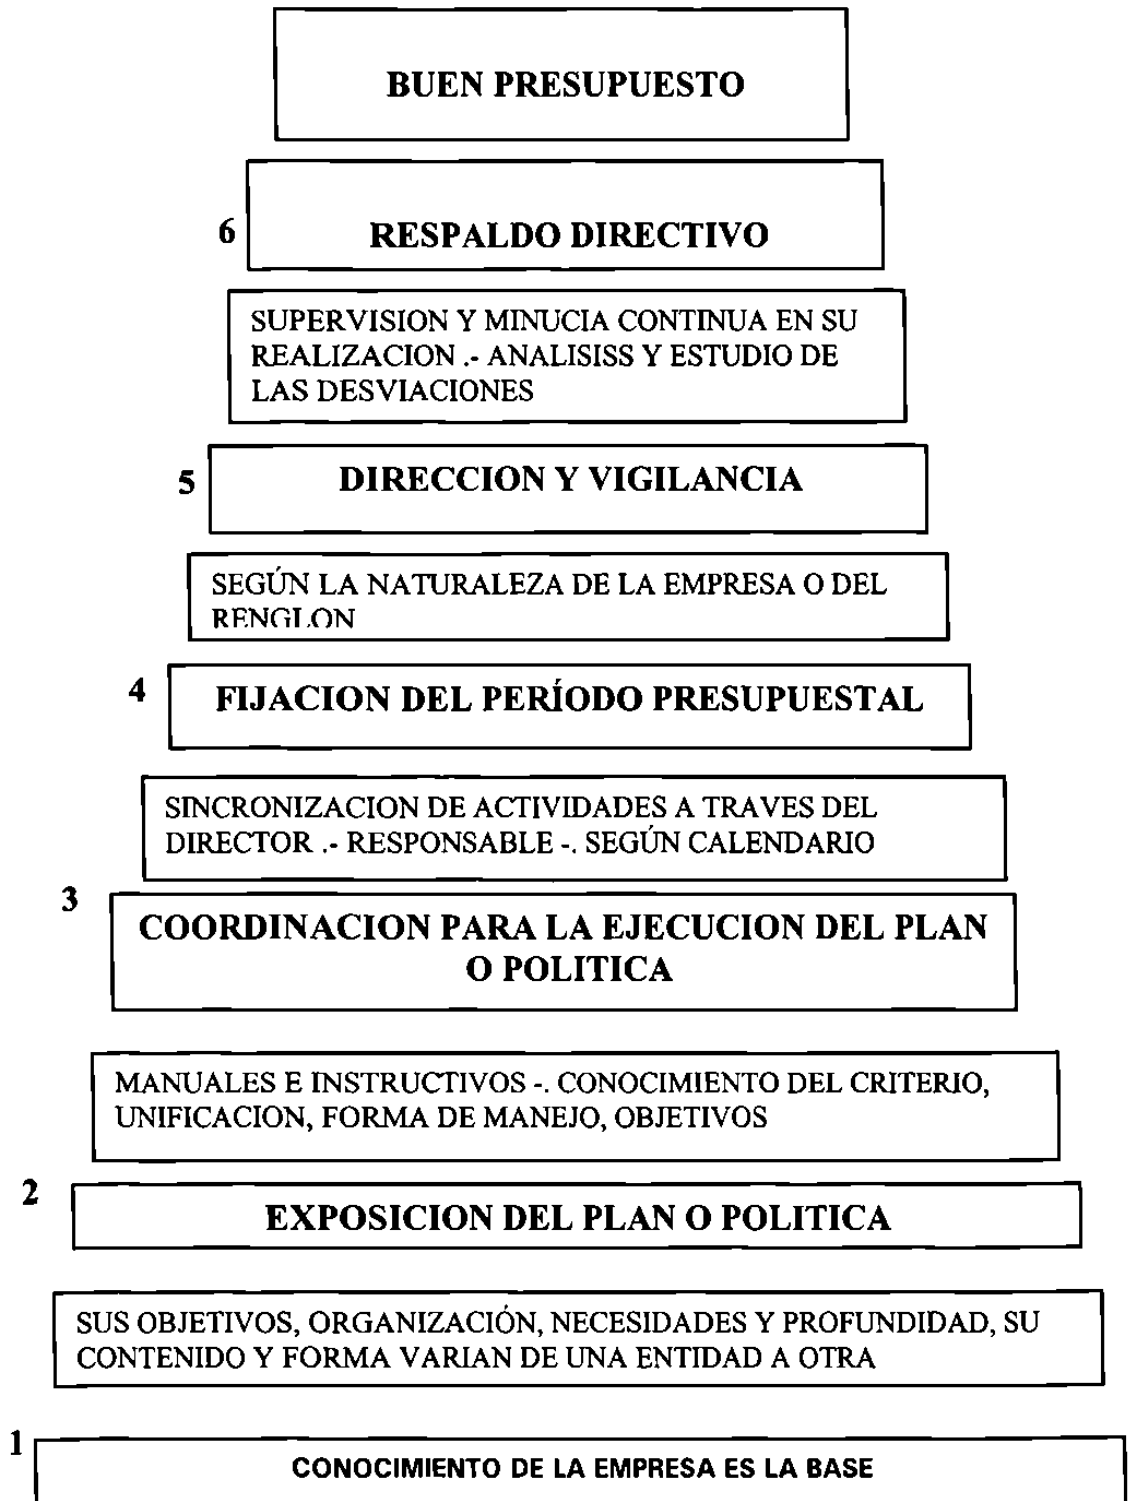 BUEN PRESUPUESTO
6
RESPALDO DIRECTIVO
SUPERVISION Y MINUCIA CONTINUA EN SU
REALIZACION .- ANALISISS Y ESTUDIO DE
LAS DESVIACIONES
5
DIRECCION Y VIGILANCIA
SEGÚN LA NATURALEZA DE LA EMPRESA O DEL
RENGLON
4
FIJACION DEL PERÍODO PRESUPUESTAL
SINCRONIZACION DE ACTIVIDADES A TRAVES DEL
DIRECTOR .- RESPONSABLE -. SEGÚN CALENDARIO
3
COORDINACION PARA LA EJECUCION DEL PLAN
O POLITICA
MANUALES E INSTRUCTIVOS -. CONOCIMIENTO DEL CRITERIO,
UNIFICACION, FORMA DE MANEJO, OBJETIVOS
2
EXPOSICION DEL PLAN O POLITICA
SUS OBJETIVOS, ORGANIZACIÓN, NECESIDADES Y PROFUNDIDAD, SU
CONTENIDO Y FORMA VARIAN DE UNA ENTIDAD A OTRA
1
CONOCIMIENTO DE LA EMPRESA ES LA BASE